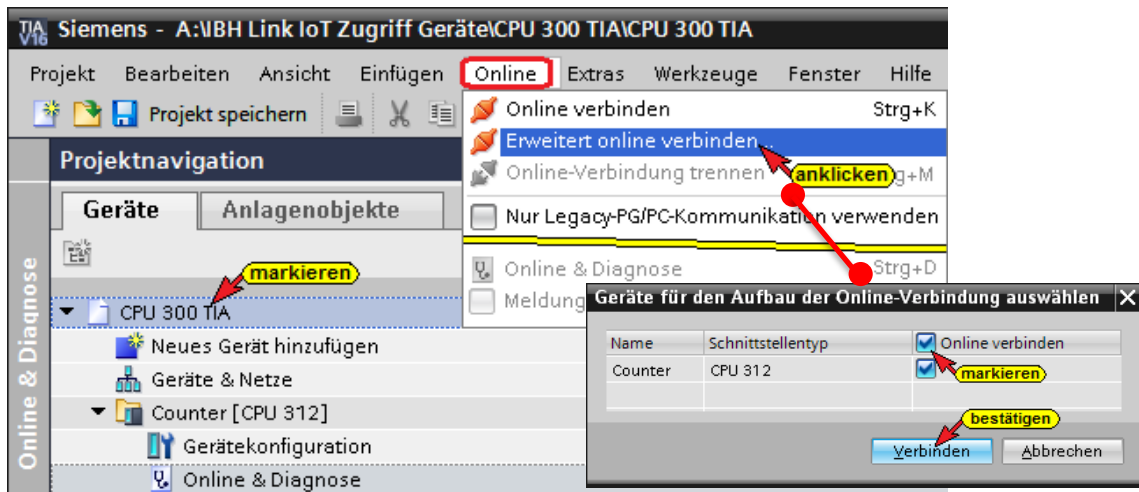 TIA V16 Siemens - A:\IBH Link IoT Zugriff Geräte\CPU 300 TIA\CPU 300 TIA
Projekt Bearbeiten Ansicht Einfügen Online Extras Werkzeuge Fenster Hilfe
Projekt speichern
Online verbinden Strg+K
Erweitert online verbinden...
Online-Verbindung trennen g+M
anklicken
Nur Legacy-PG/PC-Kommunikation verwenden
Online & Diagnose Strg+D
Meldung
Projektnavigation
Geräte Anlagenobjekte
markieren
CPU 300 TIA
Neues Gerät hinzufügen
Geräte & Netze
Counter [CPU 312]
Gerätekonfiguration
Online & Diagnose
Online & Diagnose
Geräte für den Aufbau der Online-Verbindung auswählen X
Name Schnittstellentyp Online verbinden
Counter CPU 312
markieren
bestätigen
Verbinden Abbrechen